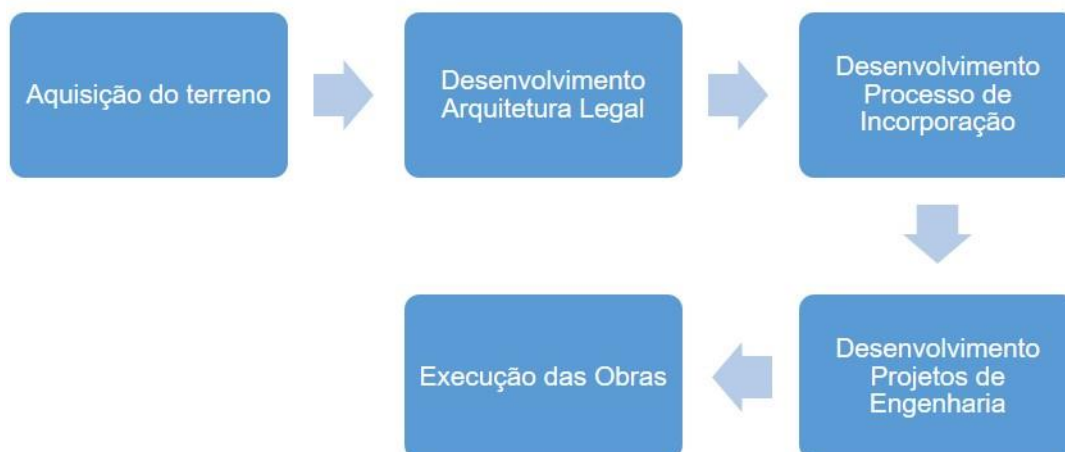 Aquisição do terreno
Desenvolvimento
Arquitetura Legal
Desenvolvimento
Processo de
Incorporação
Desenvolvimento
Projetos de
Engenharia
Execução das Obras